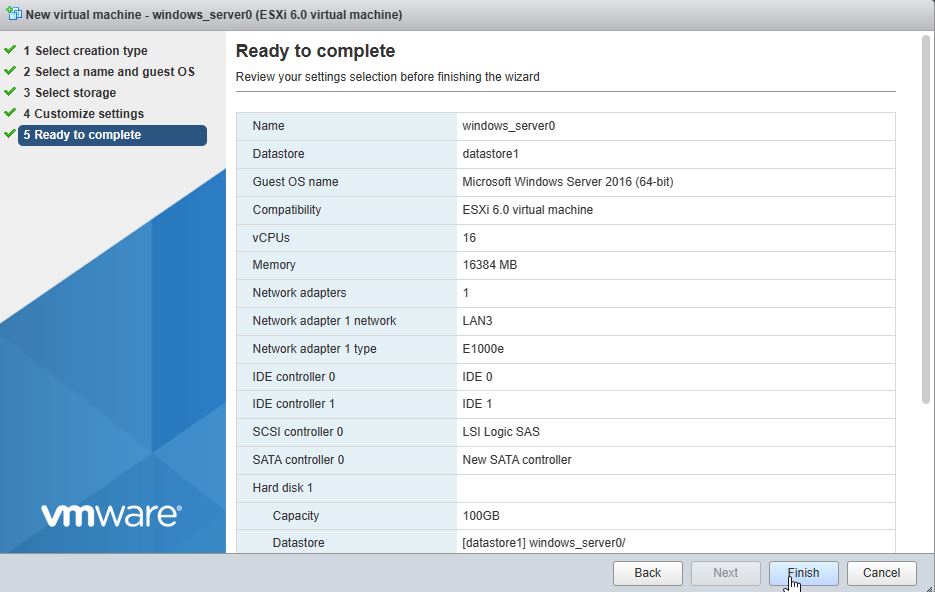 New virtual machine - windows_server0 (ESXi 6.0 virtual machine)
1 Select creation type
2 Select a name and guest OS
3 Select storage
4 Customize settings
5 Ready to complete
vmware®
Ready to complete
Review your settings selection before finishing the wizard
Name windows_server0
Datastore datastore1
Guest OS name Microsoft Windows Server 2016 (64-bit)
Compatibility ESXi 6.0 virtual machine
vCPUs 16
Memory 16384 MB
Network adapters 1
Network adapter 1 network LAN3
Network adapter 1 type E1000e
IDE controller 0 IDE 0
IDE controller 1 IDE 1
SCSI controller 0 LSI Logic SAS
SATA controller 0 New SATA controller
Hard disk 1
Capacity 100GB
Datastore [datastore1] windows_server0/
Back Next Finish Cancel